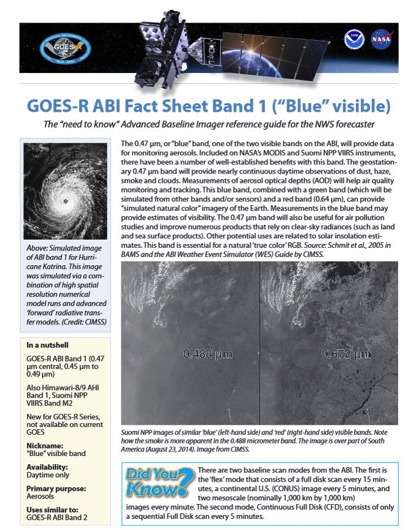 GOES-R
NASA
GOES-R ABI Fact Sheet Band 1 (“Blue” visible)
The “need to know” Advanced Baseline Imager reference guide for the NWS forecaster
Above: Simulated image
of ABI band 1 for Hurri-
cane Katrina. This image
was simulated via a com-
bination of high spatial
resolution numerical
model runs and advanced
‘forward’ radiative trans-
fer models. (Credit: CIMSS)
In a nutshell
GOES-R ABI Band 1 (0.47
µm central, 0.45 µm to
0.49 µm)
Also Himawari-8/9 AHI
Band 1, Suomi NPP
VIIRS Band M2
New for GOES-R Series,
not available on current
GOES
Nickname:
“Blue” visible band
Availability:
Daytime only
Primary purpose:
Aerosols
Uses similar to:
GOES-R ABI Band 2
The 0.47 µm, or “blue” band, one of the two visible bands on the ABI, will provide data
for monitoring aerosols. Included on NASA’s MODIS and Suomi NPP VIIRS instruments,
there have been a number of well-established benefits with this band. The geostation-
ary 0.47 µm band will provide nearly continuous daytime observations of dust, haze,
smoke and clouds. Measurements of aerosol optical depths (AOD) will help air quality
monitoring and tracking. This blue band, combined with a green band (which will be
simulated from other bands and/or sensors) and a red band (0.64 µm), can provide
“simulated natural color” imagery of the Earth. Measurements in the blue band may
provide estimates of visibility. The 0.47 µm band will also be useful for air pollution
studies and improve numerous products that rely on clear-sky radiances (such as land
and sea surface products). Other potential uses are related to solar insolation esti-
mates. This band is essential for a natural ‘true color’ RGB. Source: Schmit et al., 2005 in
BAMS and the ABI Weather Event Simulator (WES) Guide by CIMSS.
0.488 µm
0.672 µm
Suomi NPP images of similar ‘blue’ (left-hand side) and ‘red’ (right-hand side) visible bands. Note
how the smoke is more apparent in the 0.488 micrometer band. The image is over part of South
America (August 23, 2014). Image from CIMSS.
Did You
Know?
There are two baseline scan modes from the ABI. The first is
the ‘flex’ mode that consists of a full disk scan every 15 min-
utes, a continental U.S. (CONUS) image every 5 minutes, and
two mesoscale (nominally 1,000 km by 1,000 km)
images every minute. The second mode, Continuous Full Disk (CFD), consists of only
a sequential Full Disk scan every 5 minutes.